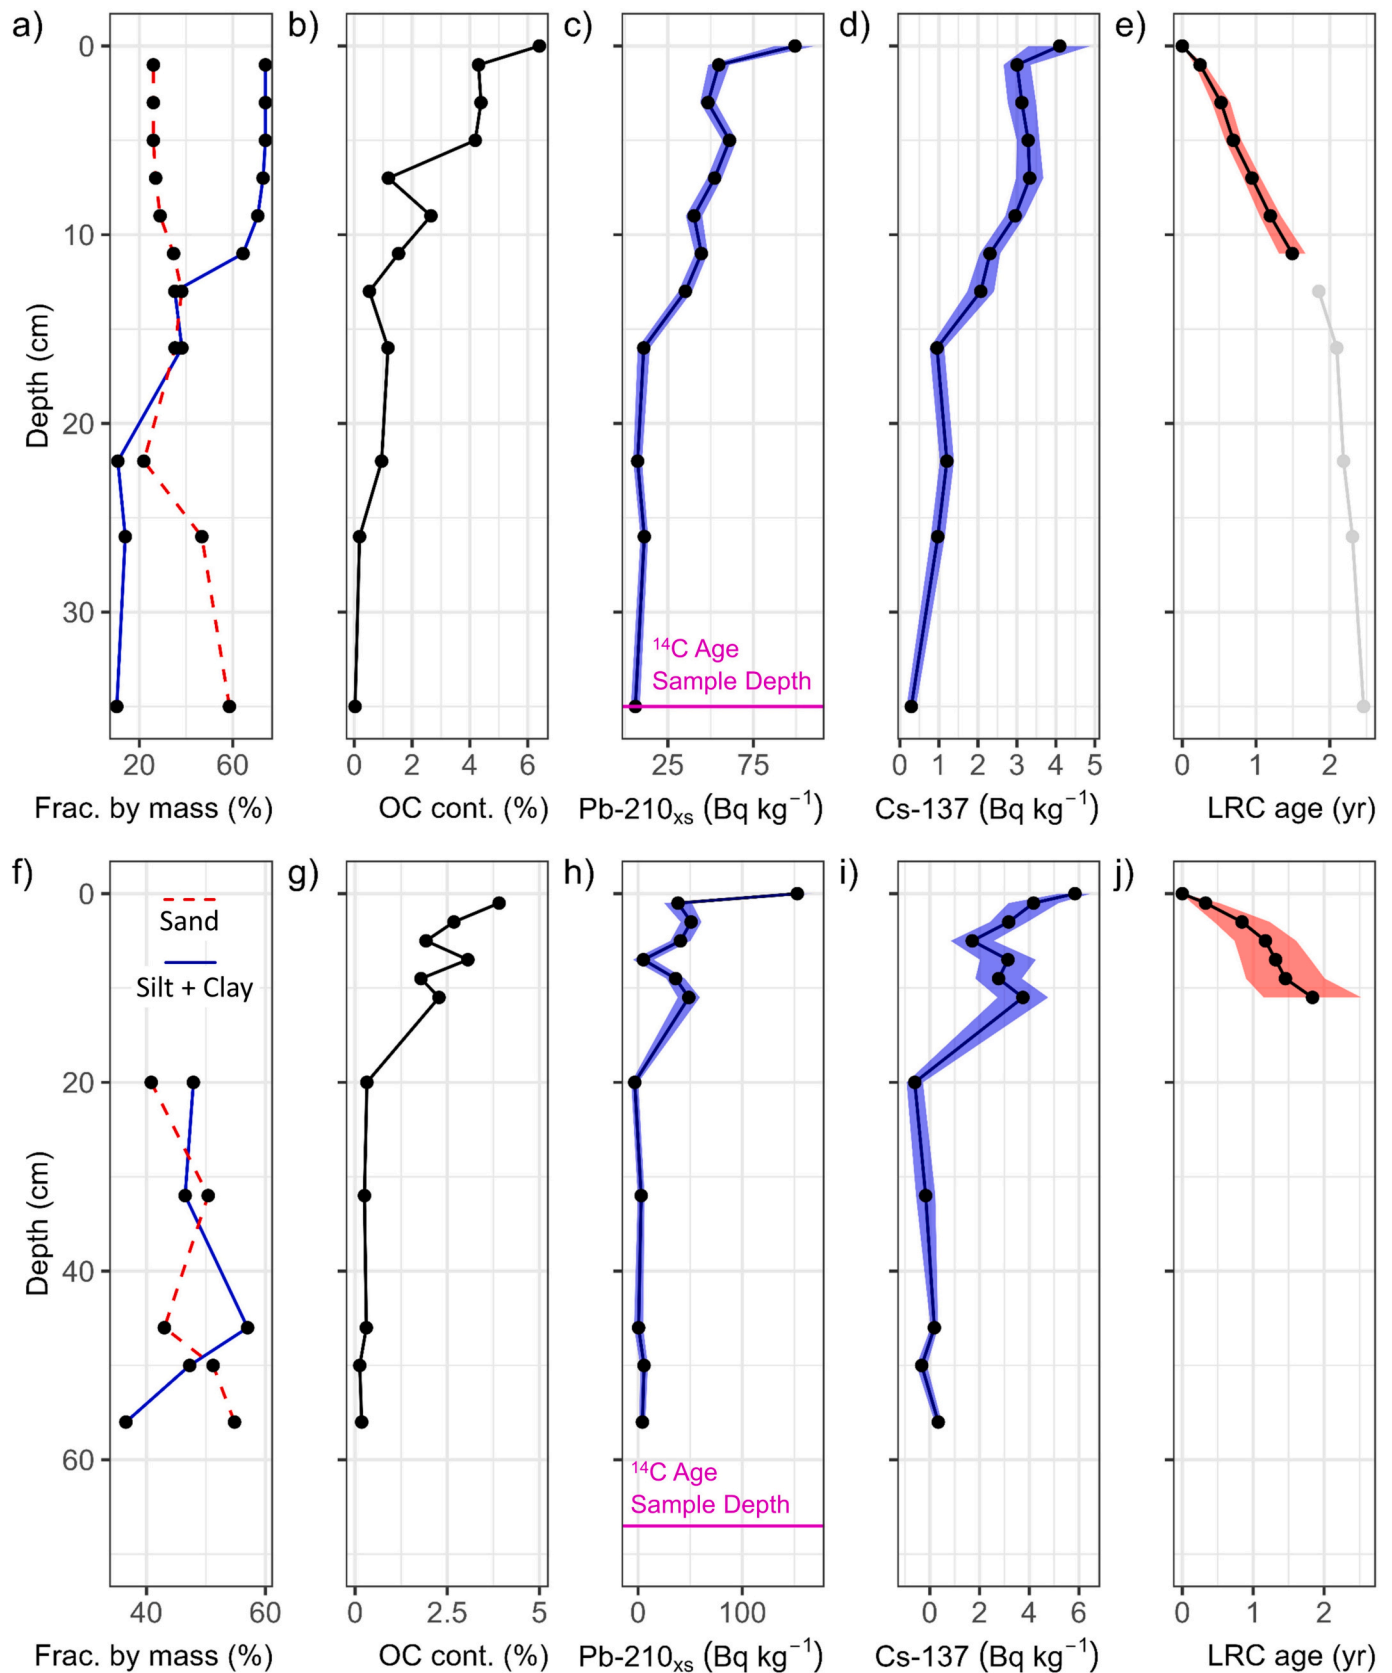 a) b) c) d) e)
0
10
20
30
Depth (cm)
14C Age
Sample Depth
20 60 0 2 4 6 25 75 0 1 2 3 4 5 0 1 2
Frac. by mass (%) OC cont. (%) Pb-210xs (Bq kg−1) Cs-137 (Bq kg−1) LRC age (yr)
f) g) h) i) j)
0
Sand
Silt + Clay
20
40
60
Depth (cm)
14C Age
Sample Depth
40 60 0 2.5 5 0 100 0 2 4 6 0 1 2
Frac. by mass (%) OC cont. (%) Pb-210xs (Bq kg−1) Cs-137 (Bq kg−1) LRC age (yr)